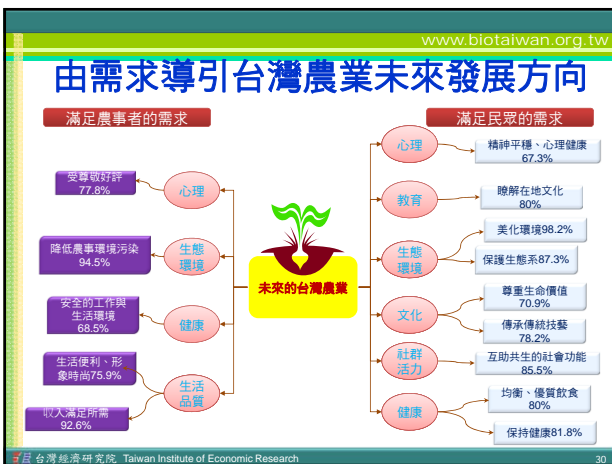 www.biotaiwan.org.tw
由需求導引台灣農業未來發展方向
滿足農事者的需求
滿足民眾的需求
受尊敬好評
77.8%
心理
降低農事環境污染
94.5%
生態
環境
安全的工作與
生活環境
68.5%
健康
生活便利、形
象時尚75.9%
生活
品質
收入滿足所需
92.6%
未來的台灣農業
心理
精神平穩、心理健康
67.3%
教育
瞭解在地文化
80%
生態
環境
美化環境98.2%
保護生態系87.3%
文化
尊重生命價值
70.9%
傳承傳統技藝
78.2%
社群
活力
互助共生的社會功能
85.5%
健康
均衡、優質飲食
80%
保持健康81.8%
台灣經濟研究院 Taiwan Institute of Economic Research
30